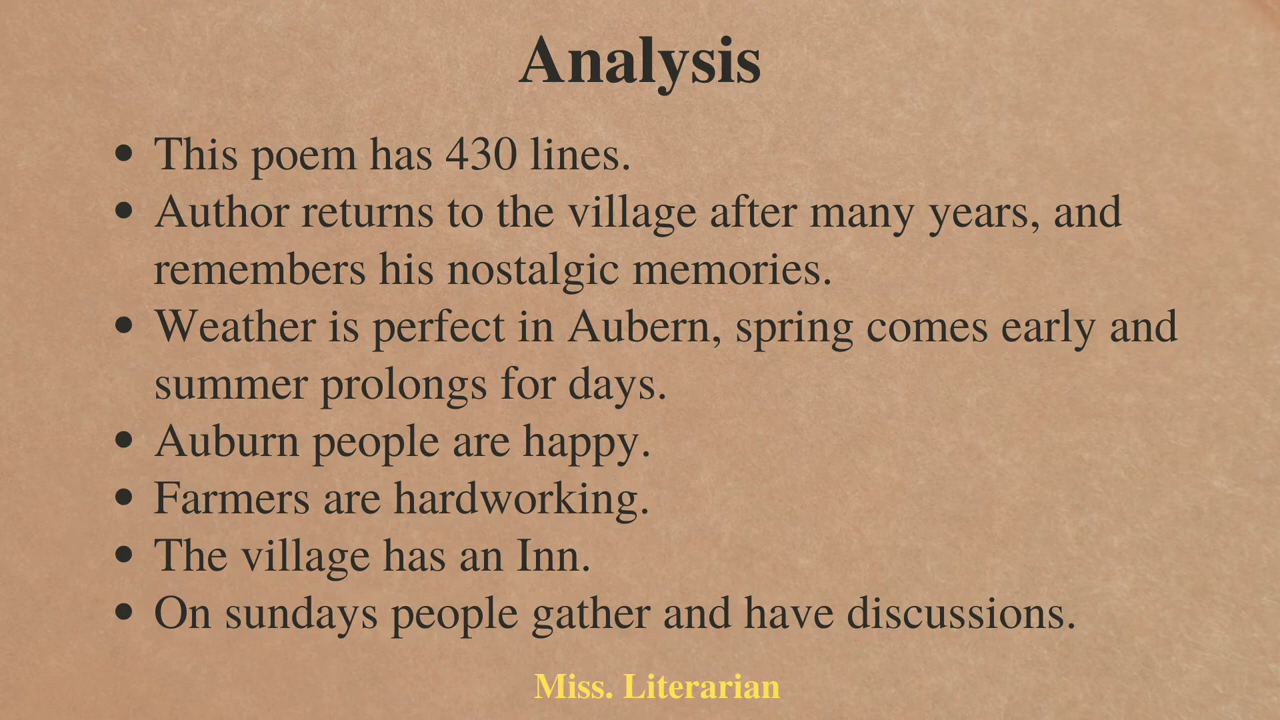 Analysis
• This poem has 430 lines.
• Author returns to the village after many years, and
remembers his nostalgic memories.
• Weather is perfect in Aubern, spring comes early and
summer prolongs for days.
• Auburn people are happy.
• Farmers are hardworking.
• The village has an Inn.
• On sundays people gather and have discussions.
Miss. Literarian